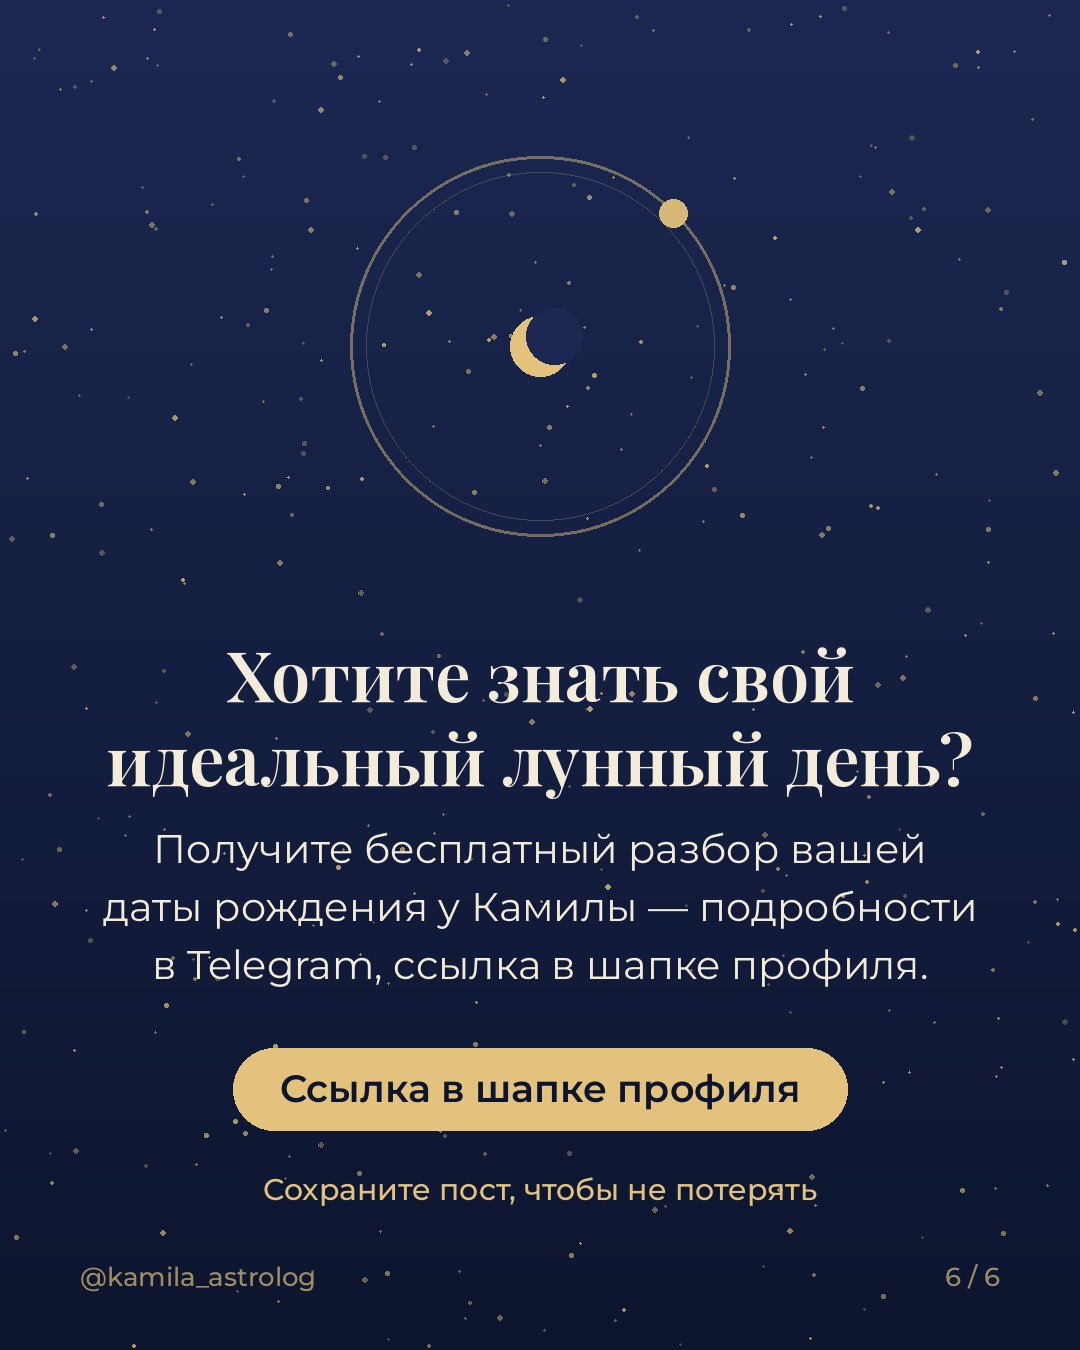 Хотите знать свой
идеальный лунный день?
Получите бесплатный разбор вашей
даты рождения у Камилы — подробности
в Telegram, ссылка в шапке профиля.
Ссылка в шапке профиля
Сохраните пост, чтобы не потерять
@kamila_astrolog
6 / 6